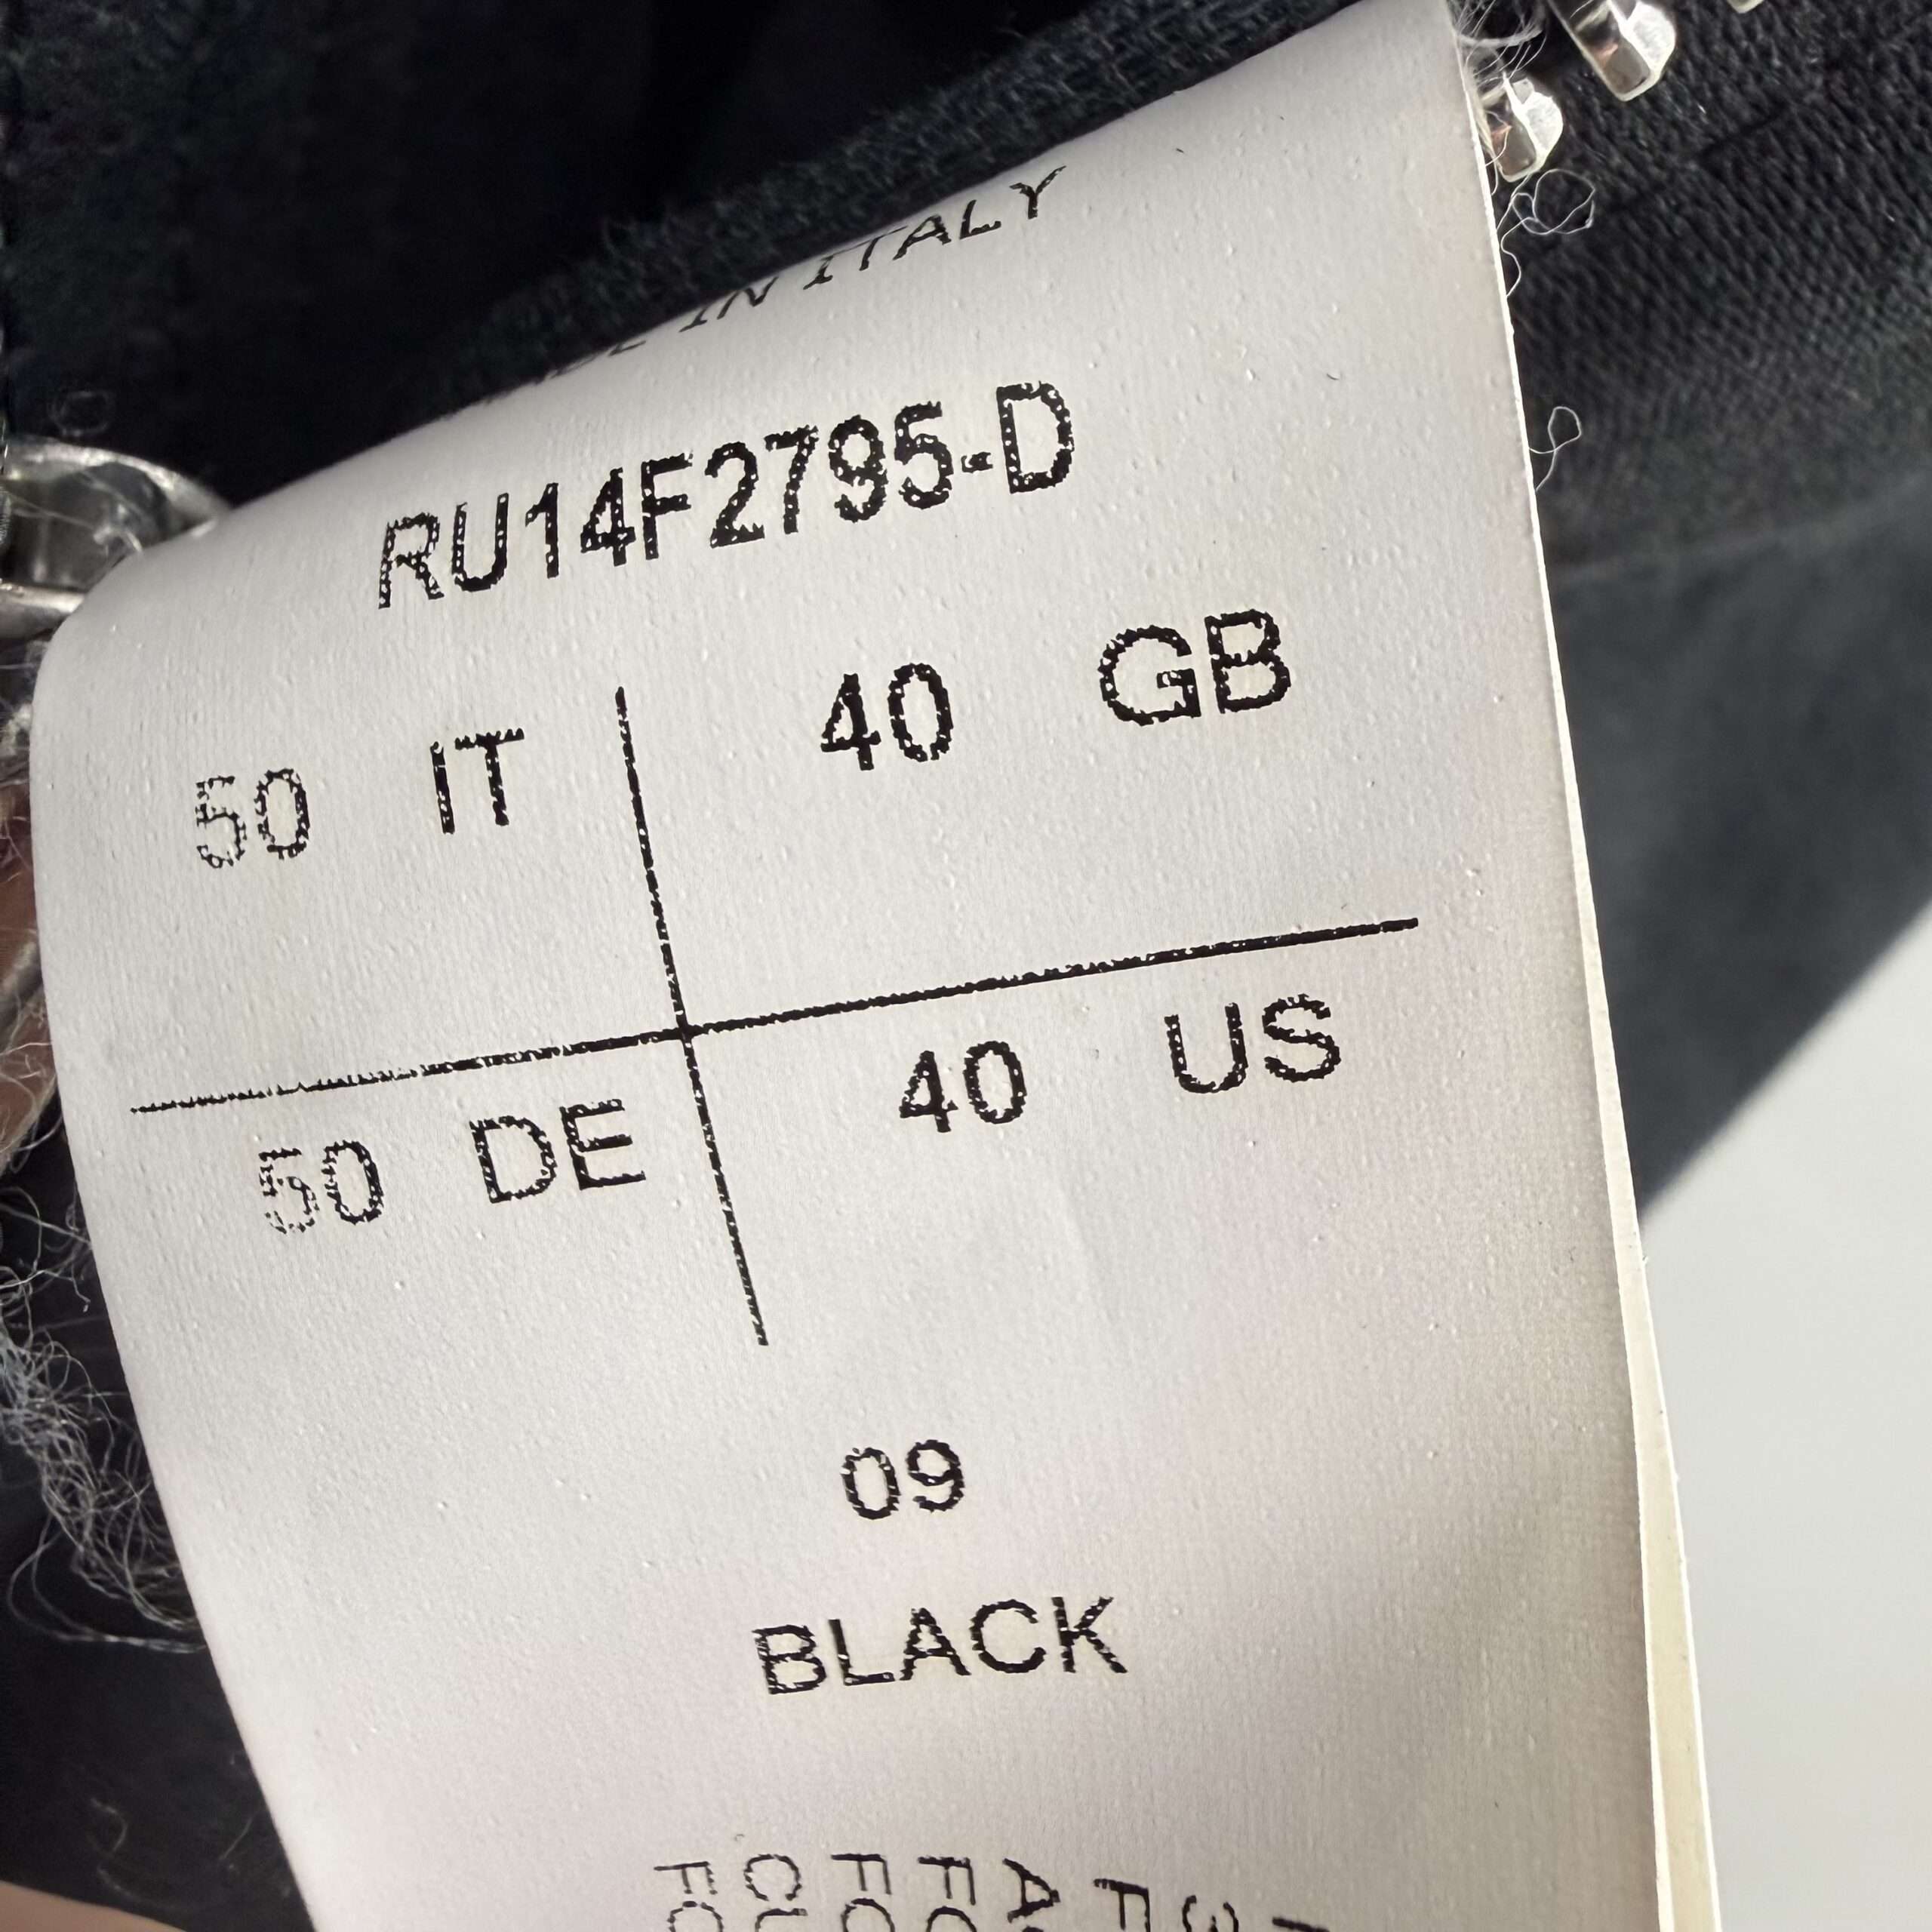 IN ITALY
RU14F2795-D
50 IT 40 GB
50 DE 40 US
09
BLACK